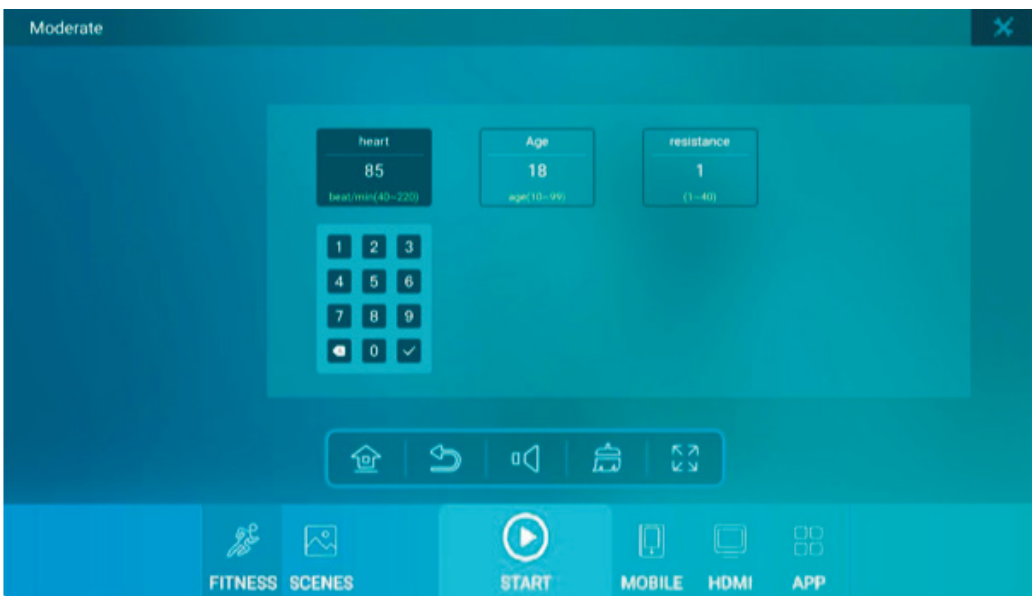 Moderate
heart
Age
resistance
85
18
1
beat/min(40~220)
age(10~99)
(1~40)
1 2 3
4 5 6
7 8 9
0
FITNESS SCENES START MOBILE HDMI APP